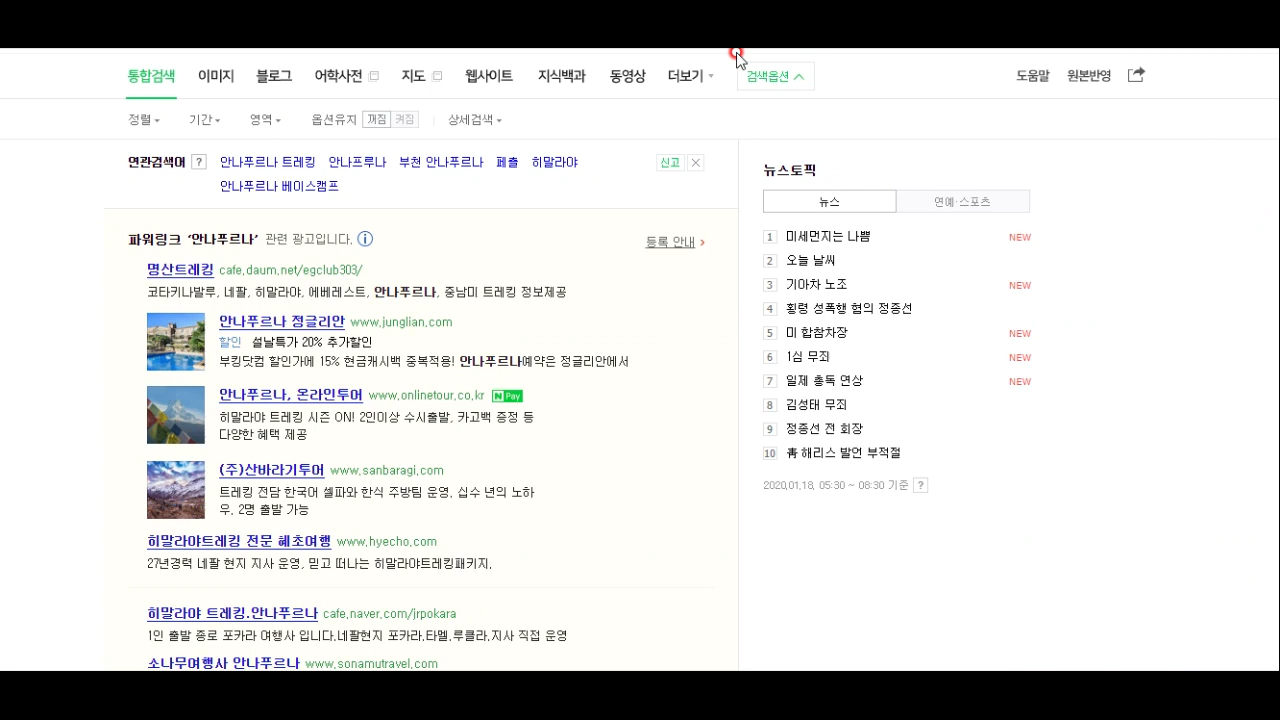 통합검색 이미지 블로그 어학사전 지도 웹사이트 지식백과 동영상 더보기 검색옵션 도움말 원본반영
정렬 기간 영역 옵션유지 꺼짐 켜짐 상세검색
연관검색어 ? 안나푸르나 트레킹 안나프루나 부천 안나푸르나 페츨 히말라야 신고
안나푸르나 베이스캠프
파워링크 '안나푸르나' 관련 광고입니다. 등록 안내
명산트레킹 cafe.daum.net/egclub303/
코타키나발루, 네팔, 히말라야, 에베레스트, 안나푸르나, 중남미 트레킹 정보제공
안나푸르나 정글리안 www.junglian.com
할인 설날특가 20% 추가할인
부킹닷컴 할인가에 15% 현금캐시백 중복적용! 안나푸르나예약은 정글리안에서
안나푸르나, 온라인투어 www.onlinetour.co.kr N Pay
히말라야 트레킹 시즌 ON! 2인이상 수시출발, 카고백 증정 등
다양한 혜택 제공
(주)산바라기투어 www.sanbaragi.com
트레킹 전담 한국어 셀파와 한식 주방팀 운영. 십수 년의 노하
우. 2명 출발 가능
히말라야트레킹 전문 혜초여행 www.hyecho.com
27년경력 네팔 현지 지사 운영, 믿고 떠나는 히말라야트레킹패키지.
히말라야 트레킹.안나푸르나 cafe.naver.com/jrpokara
1인 출발 종로 포카라 여행사 입니다.네팔현지 포카라,타멜,루클라.지사 직접 운영
소나무여행사 안나푸르나 www.sonamutravel.com
뉴스토픽
뉴스 연예·스포츠
1 미세먼지는 나쁨 NEW
2 오늘 날씨
3 기아차 노조 NEW
4 횡령 성폭행 혐의 정종선
5 미 합참차장 NEW
6 1심 무죄 NEW
7 일제 총독 연상 NEW
8 김성태 무죄
9 정종선 전 회장
10 靑 해리스 발언 부적절
2020.01.18. 05:30 ~ 08:30 기준 ?